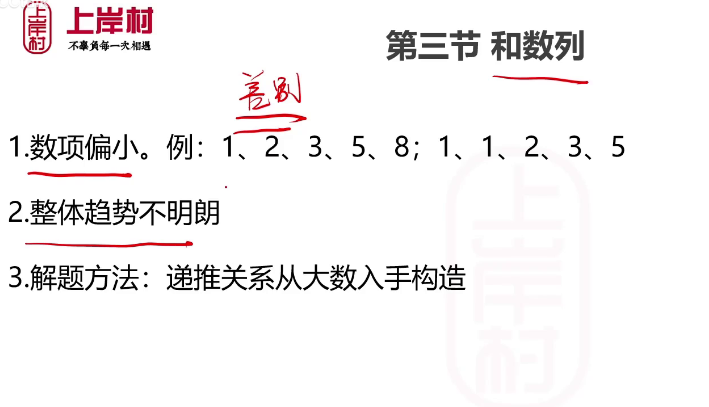 上岸村
上岸村
不辜负每一次相遇
第三节 和数列
差别
1.数项偏小。例：1、2、3、5、8；1、1、2、3、5
2.整体趋势不明朗
3.解题方法：递推关系从大数入手构造
上岸村